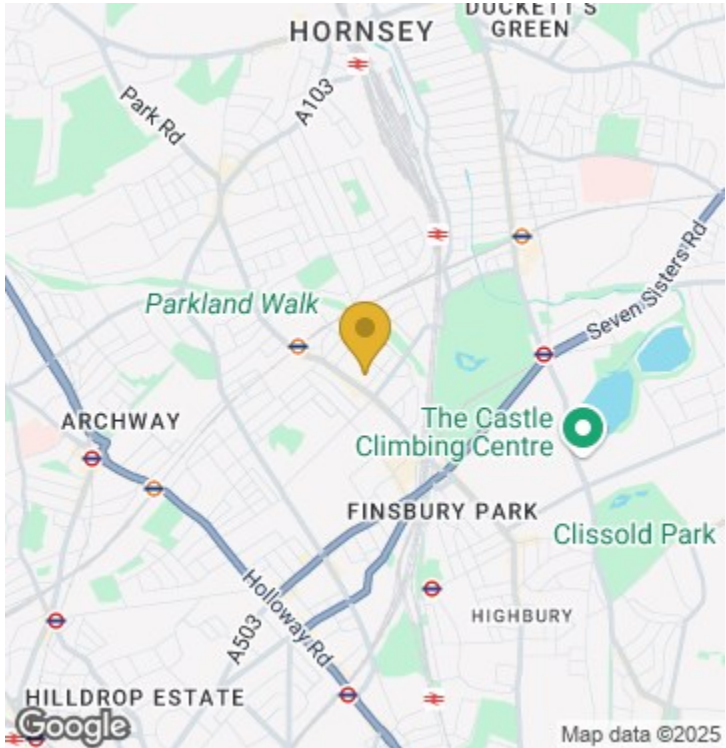 DUCKETT'S
GREEN
HORNSEY
A103
Park Rd
Seven Sisters Rd
Parkland Walk
ARCHWAY
The Castle
Climbing Centre
FINSBURY PARK
Clissold Park
Holloway Rd
A503
HIGHBURY
HILLDROP ESTATE
Google
Map data ©2025